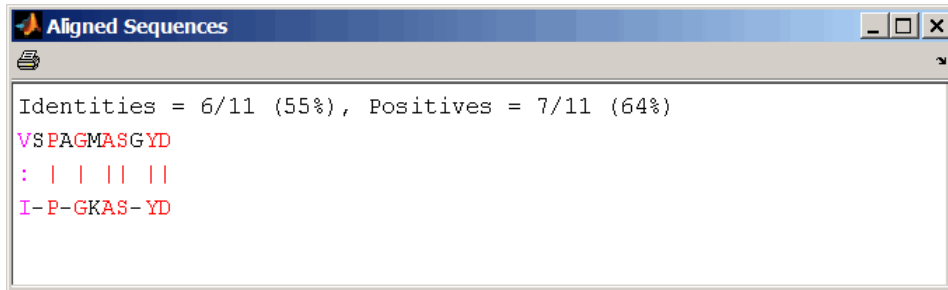 Aligned Sequences
Identities = 6/11 (55%), Positives = 7/11 (64%)
VSPAGMASGYD
: | | || ||
I-P-GKAS-YD